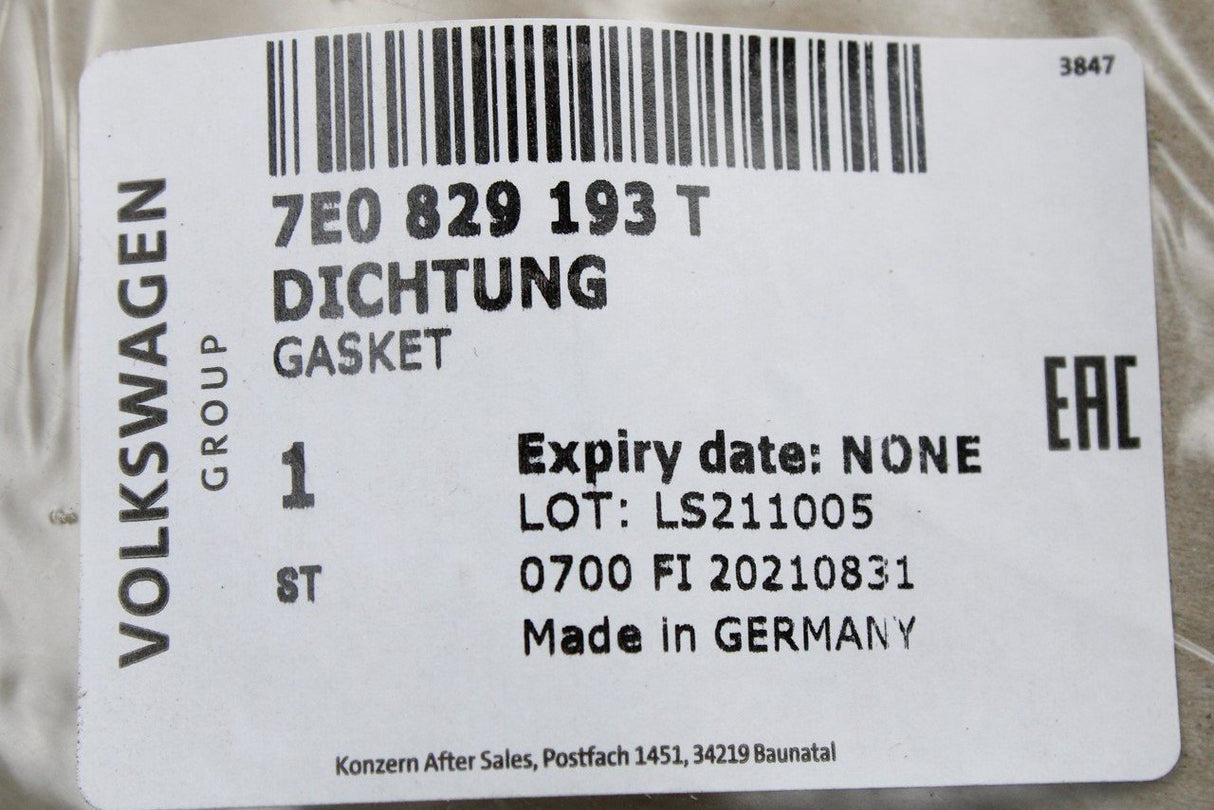 3847
7E0 829 193 T
DICHTUNG
GASKET
VOLKSWAGEN
GROUP
EAC
1
Expiry date: NONE
LOT: LS211005
ST
0700 FI 20210831
Made in GERMANY
Konzern After Sales, Postfach 1451, 34219 Baunatal